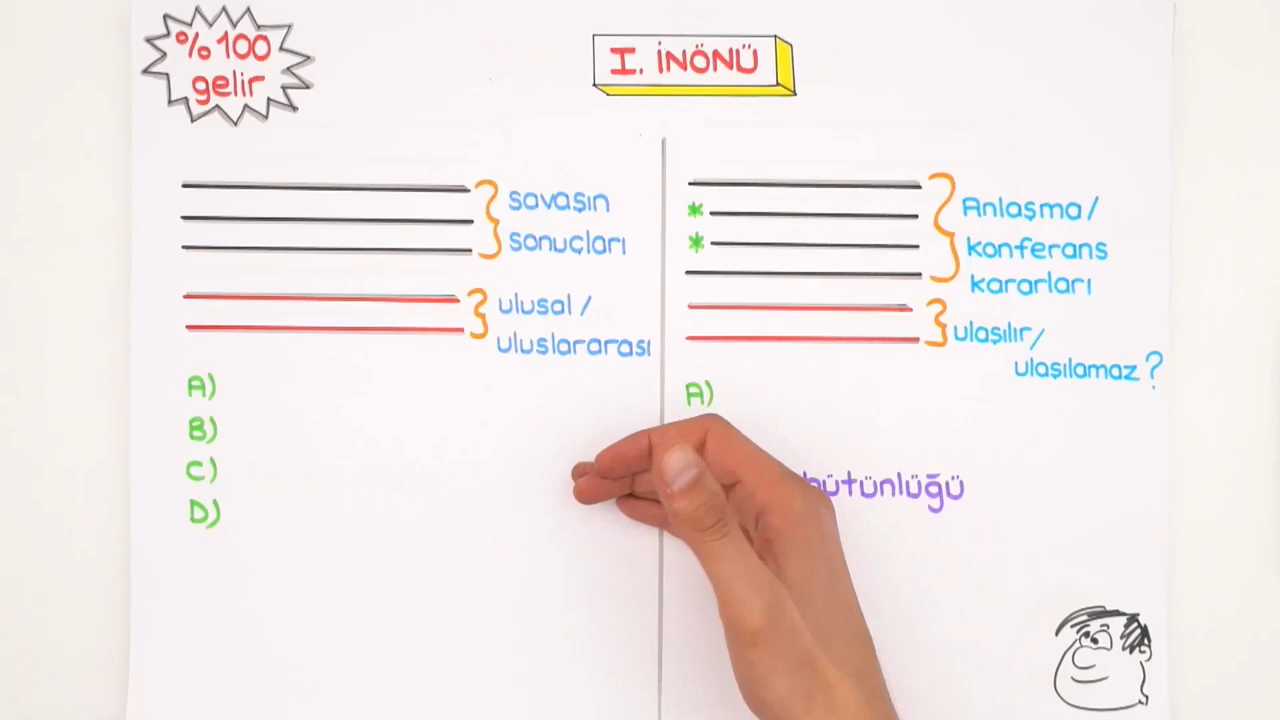 %100
gelir
I. İNÖNÜ
savaşın
sonuçları
ulusal /
uluslararası
A)
B)
C)
D)
Anlaşma/
* konferans
* kararları
ulaşılır/
ulaşılamaz?
A)
bütünlüğü